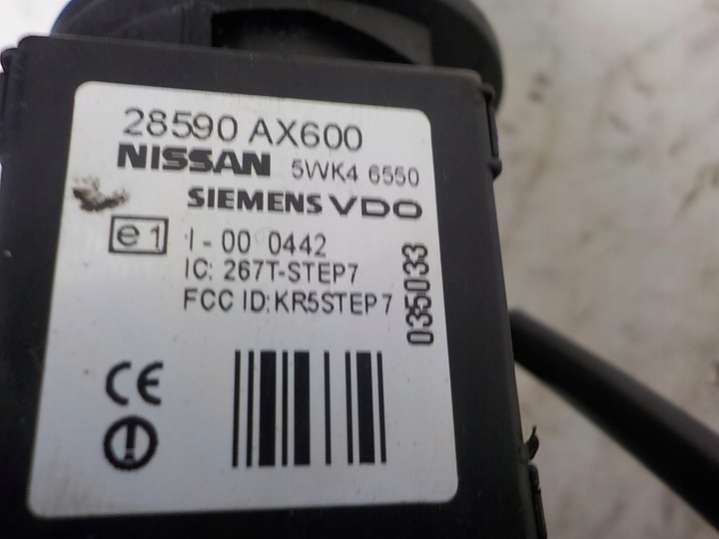 28590 AX600
NISSAN 5WK4 6550
SIEMENS VDO
e1 I-00 0442
IC: 267T-STEP7
FCC ID: KR5STEP7
035033
CE